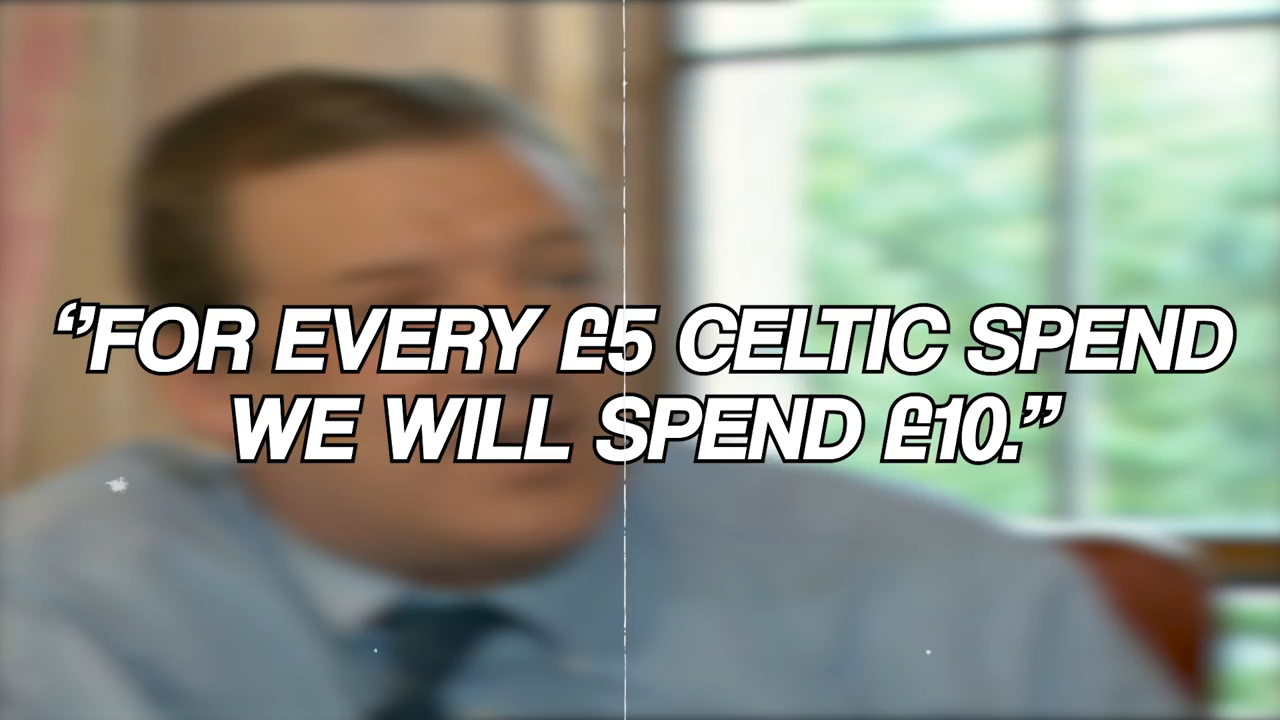 ‘’FOR EVERY £5 CELTIC SPEND
WE WILL SPEND £10.’’